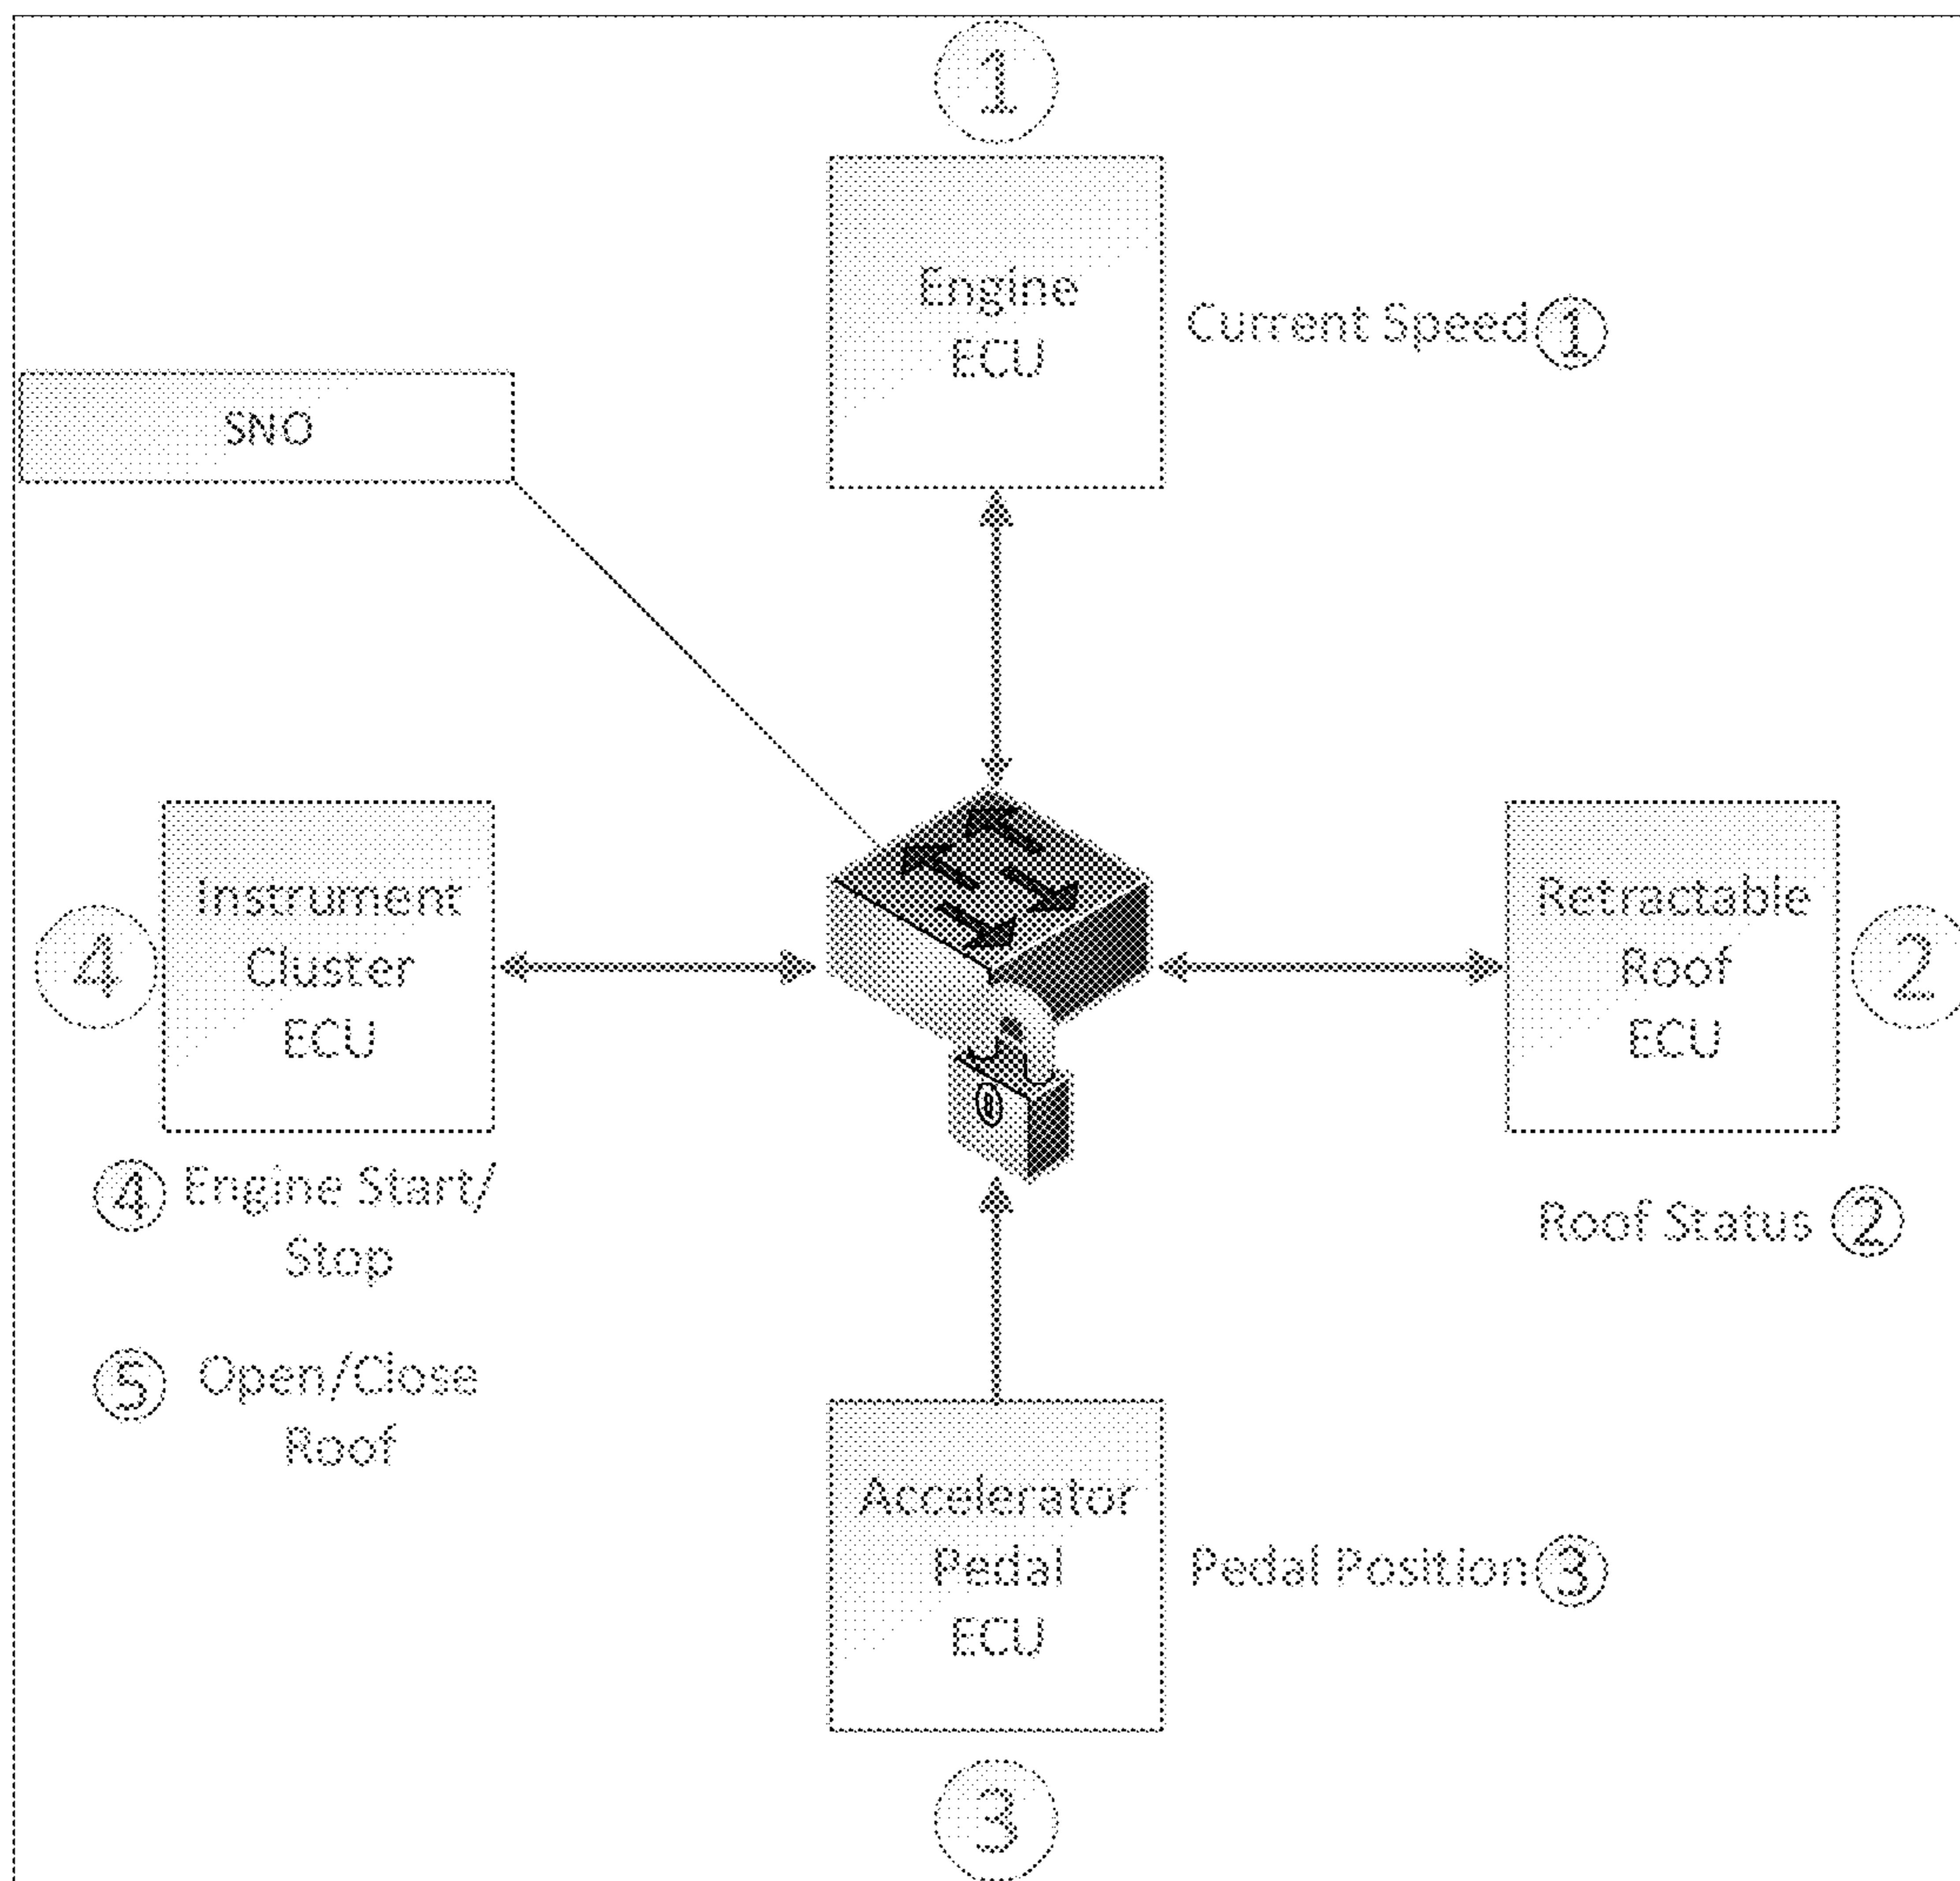 ①
Engine
ECU
Current Speed ①
SNO
④
Instrument
Cluster
ECU
Retractable
Roof
ECU
②
④ Engine Start/
Stop
⑤ Open/Close
Roof
Roof Status ②
Accelerator
Pedal
ECU
Pedal Position ③
③